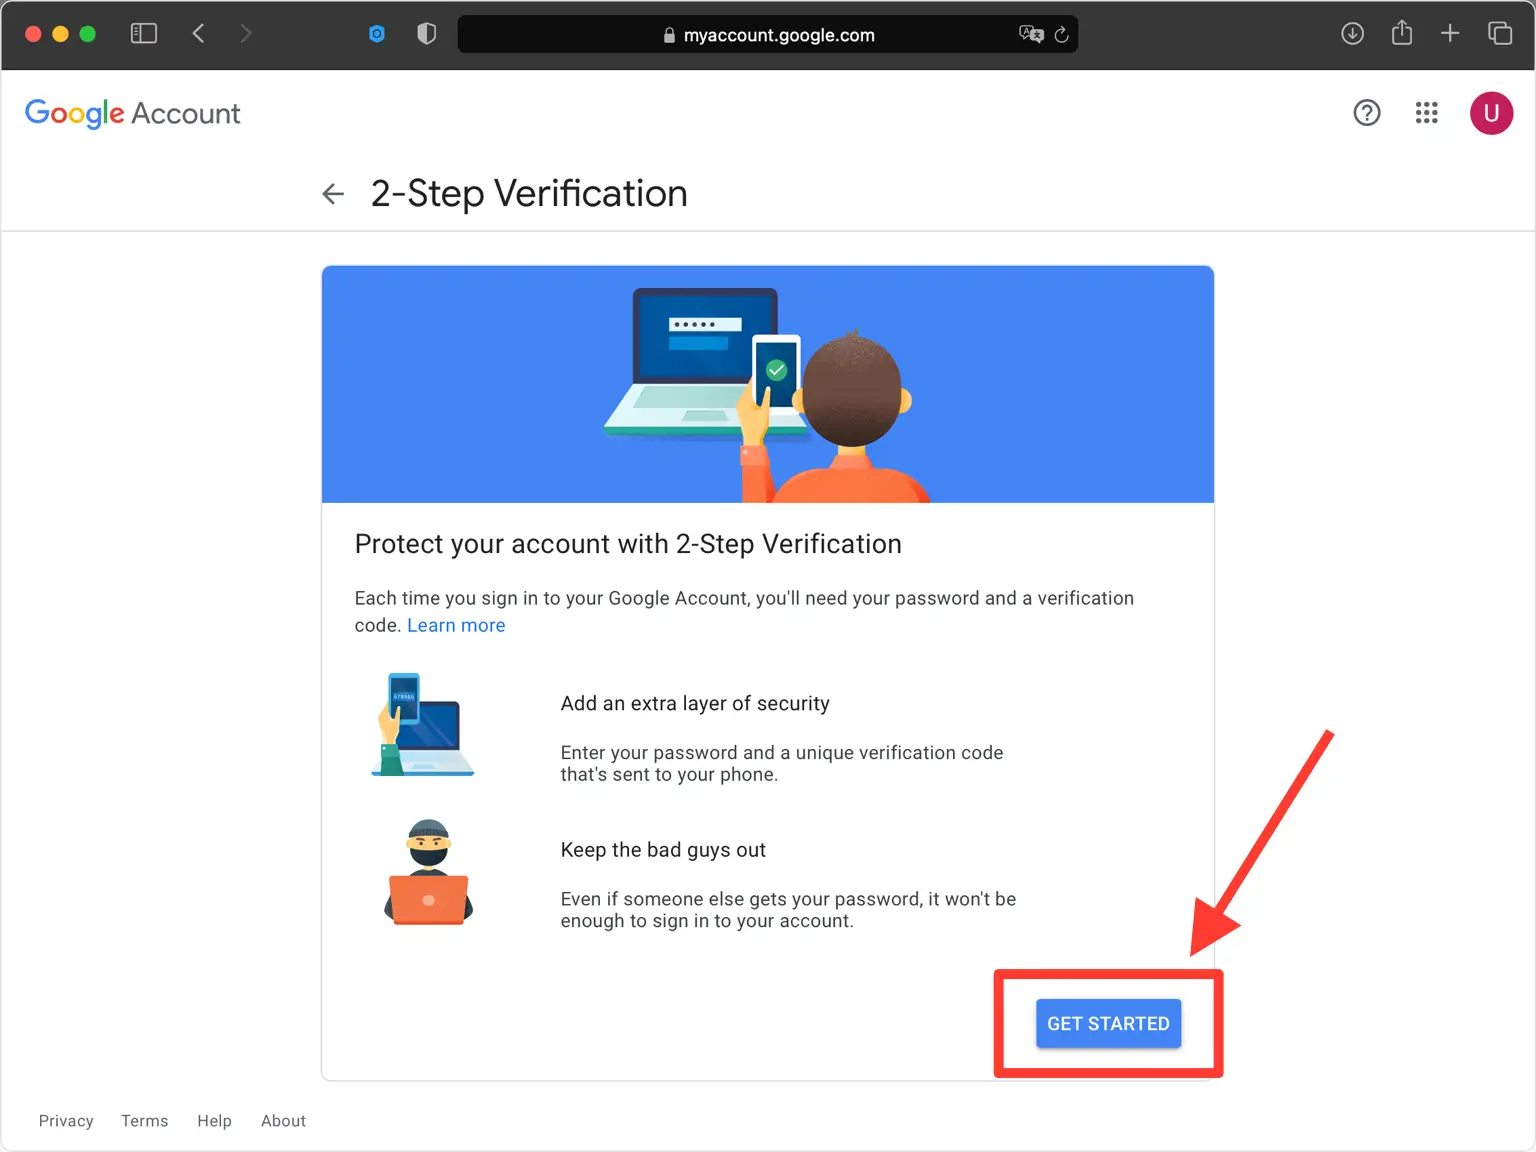 myaccount.google.com
Google Account
U
2-Step Verification
Protect your account with 2-Step Verification
Each time you sign in to your Google Account, you'll need your password and a verification
code. Learn more
Add an extra layer of security
Enter your password and a unique verification code
that's sent to your phone.
Keep the bad guys out
Even if someone else gets your password, it won't be
enough to sign in to your account.
GET STARTED
Privacy Terms Help About